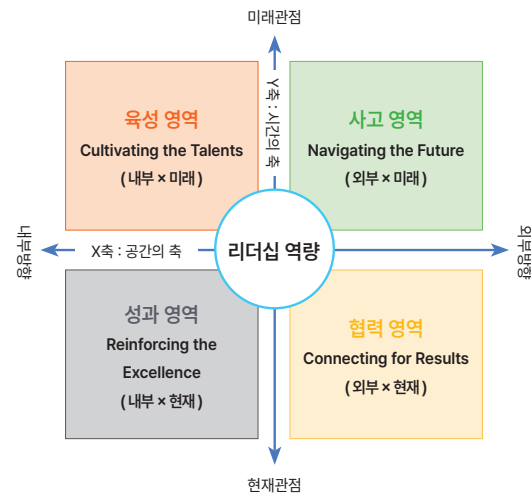 미래관점
Y축 : 시간의 축
육성 영역
Cultivating the Talents
( 내부 × 미래 )
사고 영역
Navigating the Future
( 외부 × 미래 )
내부방향
X축 : 공간의 축
리더십 역량
외부방향
성과 영역
Reinforcing the
Excellence
( 내부 × 현재 )
협력 영역
Connecting for Results
( 외부 × 현재 )
현재관점